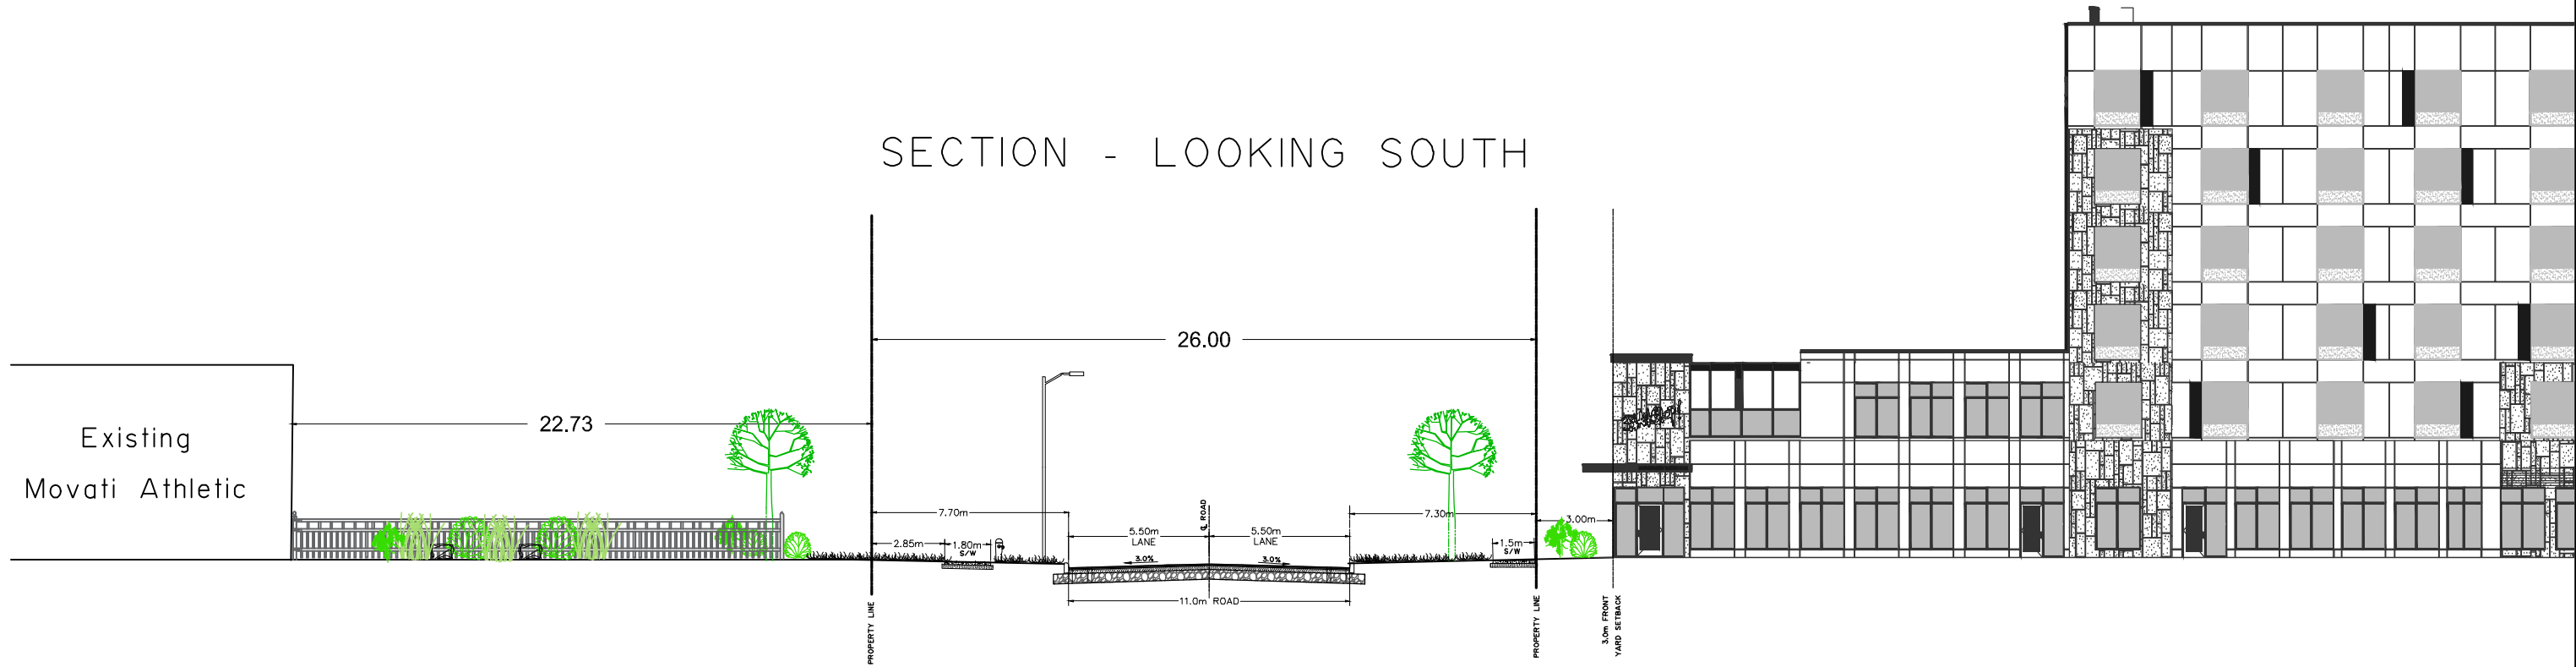 SECTION - LOOKING SOUTH
26.00
22.73
Existing
Movati Athletic
7.70m
7.30m
3.00m
℄ ROAD
5.50m
LANE
5.50m
LANE
2.85m
1.80m
S/W
1.5m
S/W
3.0%
3.0%
11.0m ROAD
PROPERTY LINE
PROPERTY LINE
3.0m FRONT
YARD SETBACK